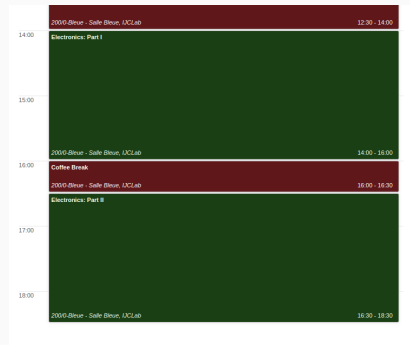 200/0-Bleue - Salle Bleue, IJCLab 12:30 - 14:00
14:00
Electronics: Part I
15:00
200/0-Bleue - Salle Bleue, IJCLab 14:00 - 16:00
16:00
Coffee Break
200/0-Bleue - Salle Bleue, IJCLab 16:00 - 16:30
Electronics: Part II
17:00
18:00
200/0-Bleue - Salle Bleue, IJCLab 16:30 - 18:30